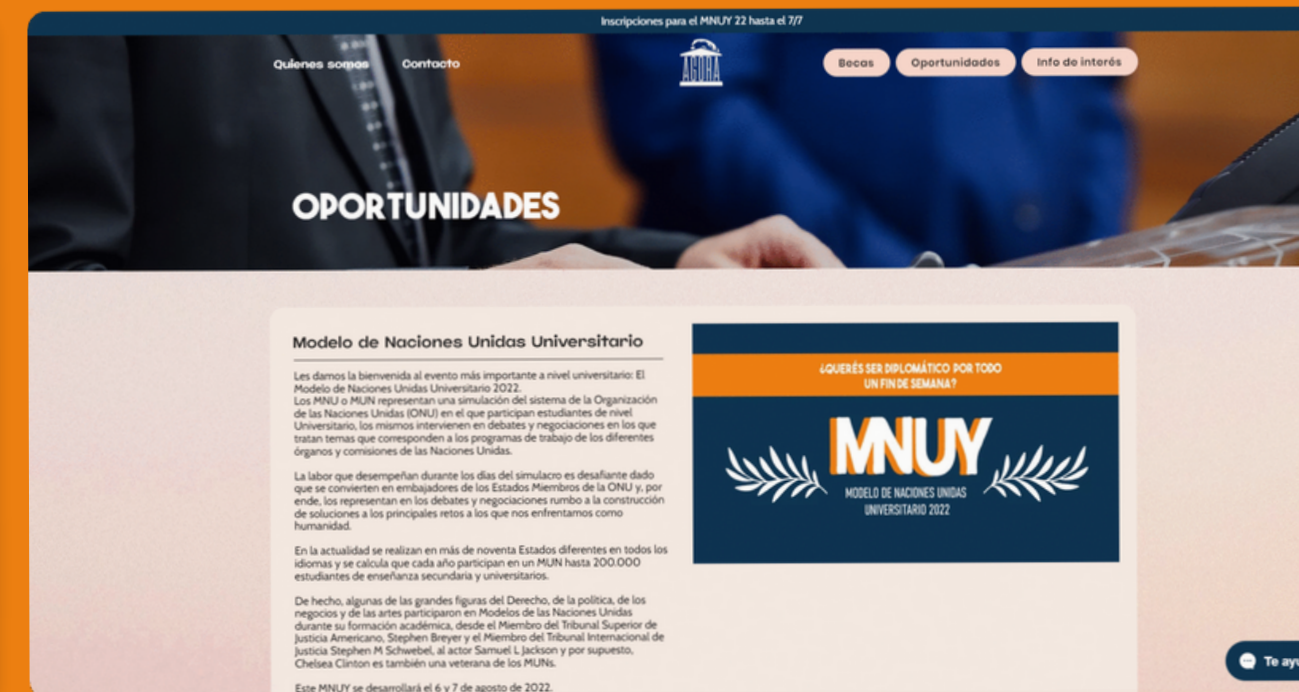 Inscripciones para el MNUY 22 hasta el 7/7
Quienes somos
Contacto
AGORA
Becas
Oportunidades
Info de interés
OPORTUNIDADES
Modelo de Naciones Unidas Universitario
Les damos la bienvenida al evento más importante a nivel universitario: El
Modelo de Naciones Unidas Universitario 2022.
Los MNU o MUN representan una simulación del sistema de la Organización
de las Naciones Unidas (ONU) en el que participan estudiantes de nivel
Universitario, los mismos intervienen en debates y negociaciones en los que
tratan temas que corresponden a los programas de trabajo de los diferentes
órganos y comisiones de las Naciones Unidas.
La labor que desempeñan durante los días del simulacro es desafiante dado
que se convierten en embajadores de los Estados Miembros de la ONU y, por
ende, los representan en los debates y negociaciones rumbo a la construcción
de soluciones a los principales retos a los que nos enfrentamos como
humanidad.
En la actualidad se realizan en más de noventa Estados diferentes en todos los
idiomas y se calcula que cada año participan en un MUN hasta 200.000
estudiantes de enseñanza secundaria y universitarios.
De hecho, algunas de las grandes figuras del Derecho, de la política, de los
negocios y de las artes participaron en Modelos de las Naciones Unidas
durante su formación académica, desde el Miembro del Tribunal Superior de
Justicia Americano, Stephen Breyer y el Miembro del Tribunal Internacional de
Justicia Stephen M Schwebel, al actor Samuel L Jackson y por supuesto,
Chelsea Clinton es también una veterana de los MUNs.
Este MNUY se desarrollará el 6 y 7 de agosto de 2022.
¿QUERÉS SER DIPLOMÁTICO POR TODO
UN FIN DE SEMANA?
MNUY
MODELO DE NACIONES UNIDAS
UNIVERSITARIO 2022
Te ayu